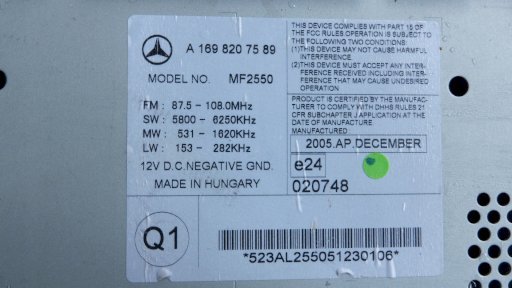 A 169 820 75 89
MODEL NO. MF2550
FM : 87.5 - 108.0MHz
SW : 5800 - 6250KHz
MW : 531 - 1620KHz
LW : 153 - 282KHz
12V D.C.NEGATIVE GND.
MADE IN HUNGARY
THIS DEVICE COMPLIES WITH PART 15 OF
THE FCC RULES. OPERATION IS SUBJECT TO
THE FOLLOWING TWO CONDITIONS:
(1)THIS DEVICE MAY NOT CAUSE HARMFUL
INTERFERENCE.
(2)THIS DEVICE MUST ACCEPT ANY INTER-
FERENCE RECEIVED INCLUDING INTER-
FERENCE THAT MAY CAUSE UNDESIRED
OPERATION
PRODUCT IS CERTIFIED BY THE MANUFAC-
TURER TO COMPLY WITH DHHS RULES 21
CFR SUBCHAPTER J APPLICATION AT THE
DATE OF MANUFACTURE.
MANUFACTURED
2005.AP.DECEMBER
e24
020748
Q1
*523AL255051230106*